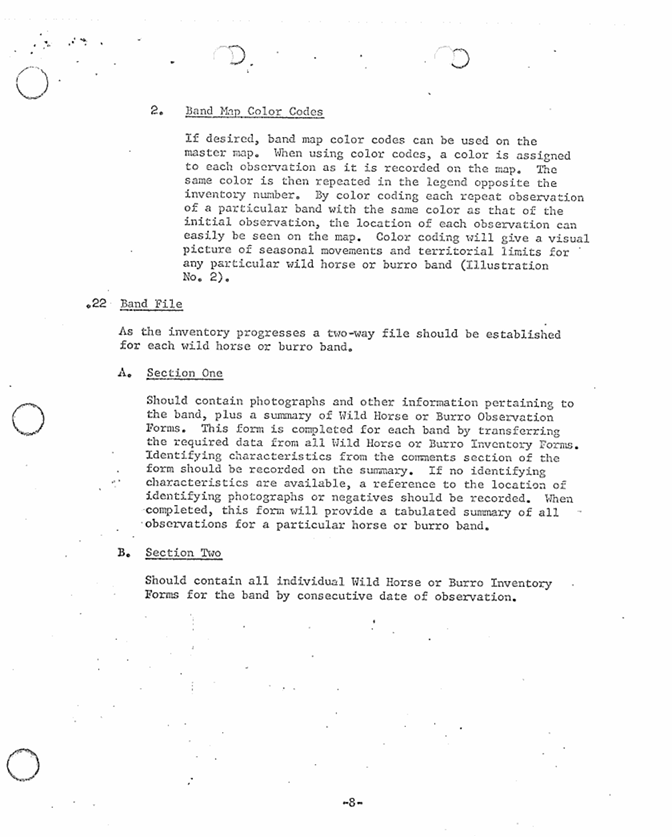 2. Band Map Color Codes
If desired, band map color codes can be used on the
master map. When using color codes, a color is assigned
to each observation as it is recorded on the map. The
same color is then repeated in the legend opposite the
inventory number. By color coding each repeat observation
of a particular band with the same color as that of the
initial observation, the location of each observation can
easily be seen on the map. Color coding will give a visual
picture of seasonal movements and territorial limits for
any particular wild horse or burro band (Illustration
No. 2).
.22 Band File
As the inventory progresses a two-way file should be established
for each wild horse or burro band.
A. Section One
Should contain photographs and other information pertaining to
the band, plus a summary of Wild Horse or Burro Observation
Forms. This form is completed for each band by transferring
the required data from all Wild Horse or Burro Inventory Forms.
Identifying characteristics from the comments section of the
form should be recorded on the summary. If no identifying
characteristics are available, a reference to the location of
identifying photographs or negatives should be recorded. When
completed, this form will provide a tabulated summary of all
observations for a particular horse or burro band.
B. Section Two
Should contain all individual Wild Horse or Burro Inventory
Forms for the band by consecutive date of observation.
-8-